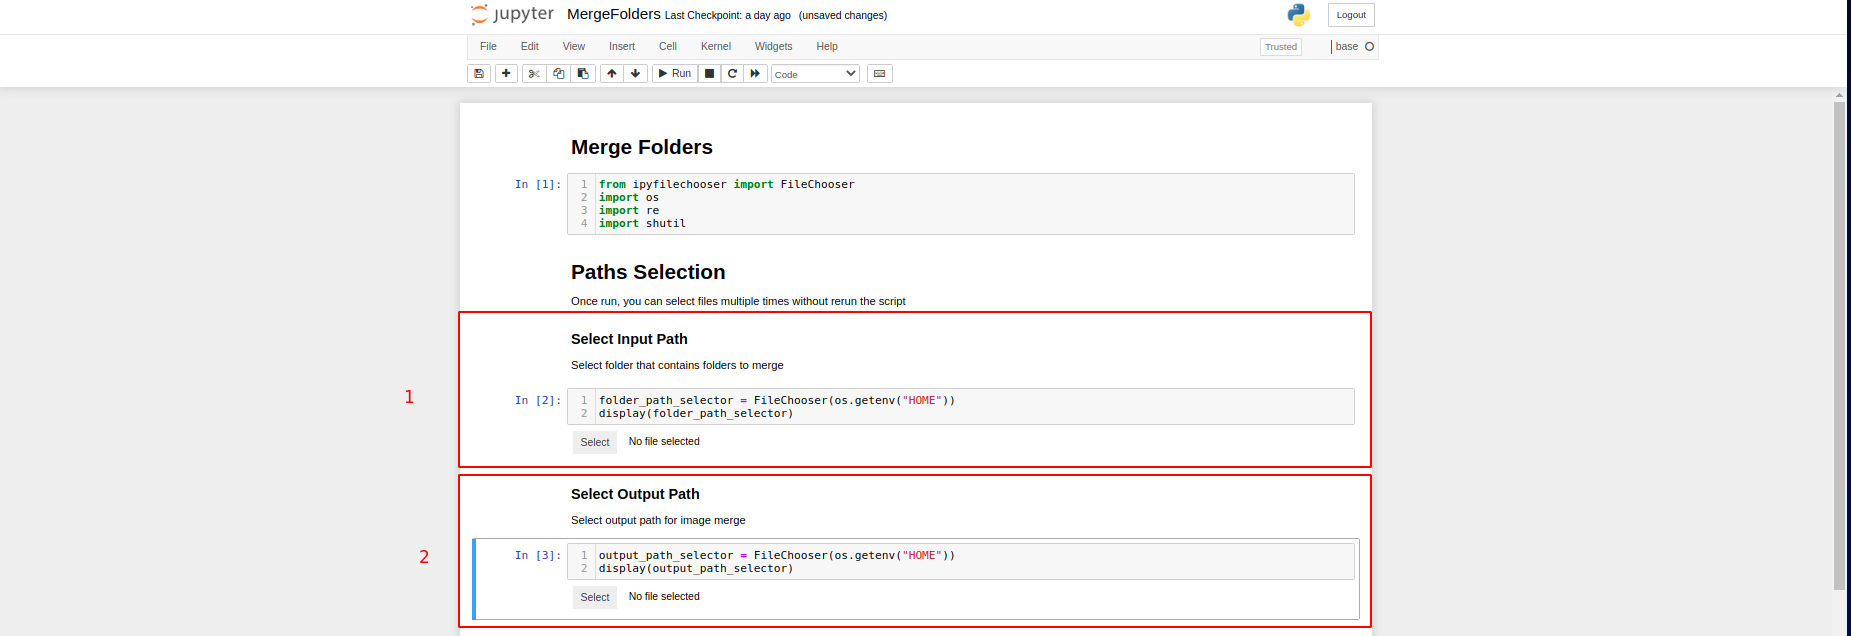 jupyter MergeFolders Last Checkpoint: a day ago (unsaved changes) Logout
File Edit View Insert Cell Kernel Widgets Help Trusted base
Run Code
Merge Folders
In [1]: 1 from ipyfilechooser import FileChooser
2 import os
3 import re
4 import shutil
Paths Selection
Once run, you can select files multiple times without rerun the script
Select Input Path
Select folder that contains folders to merge
1
In [2]: 1 folder_path_selector = FileChooser(os.getenv("HOME"))
2 display(folder_path_selector)
Select No file selected
Select Output Path
Select output path for image merge
2
In [3]: 1 output_path_selector = FileChooser(os.getenv("HOME"))
2 display(output_path_selector)
Select No file selected